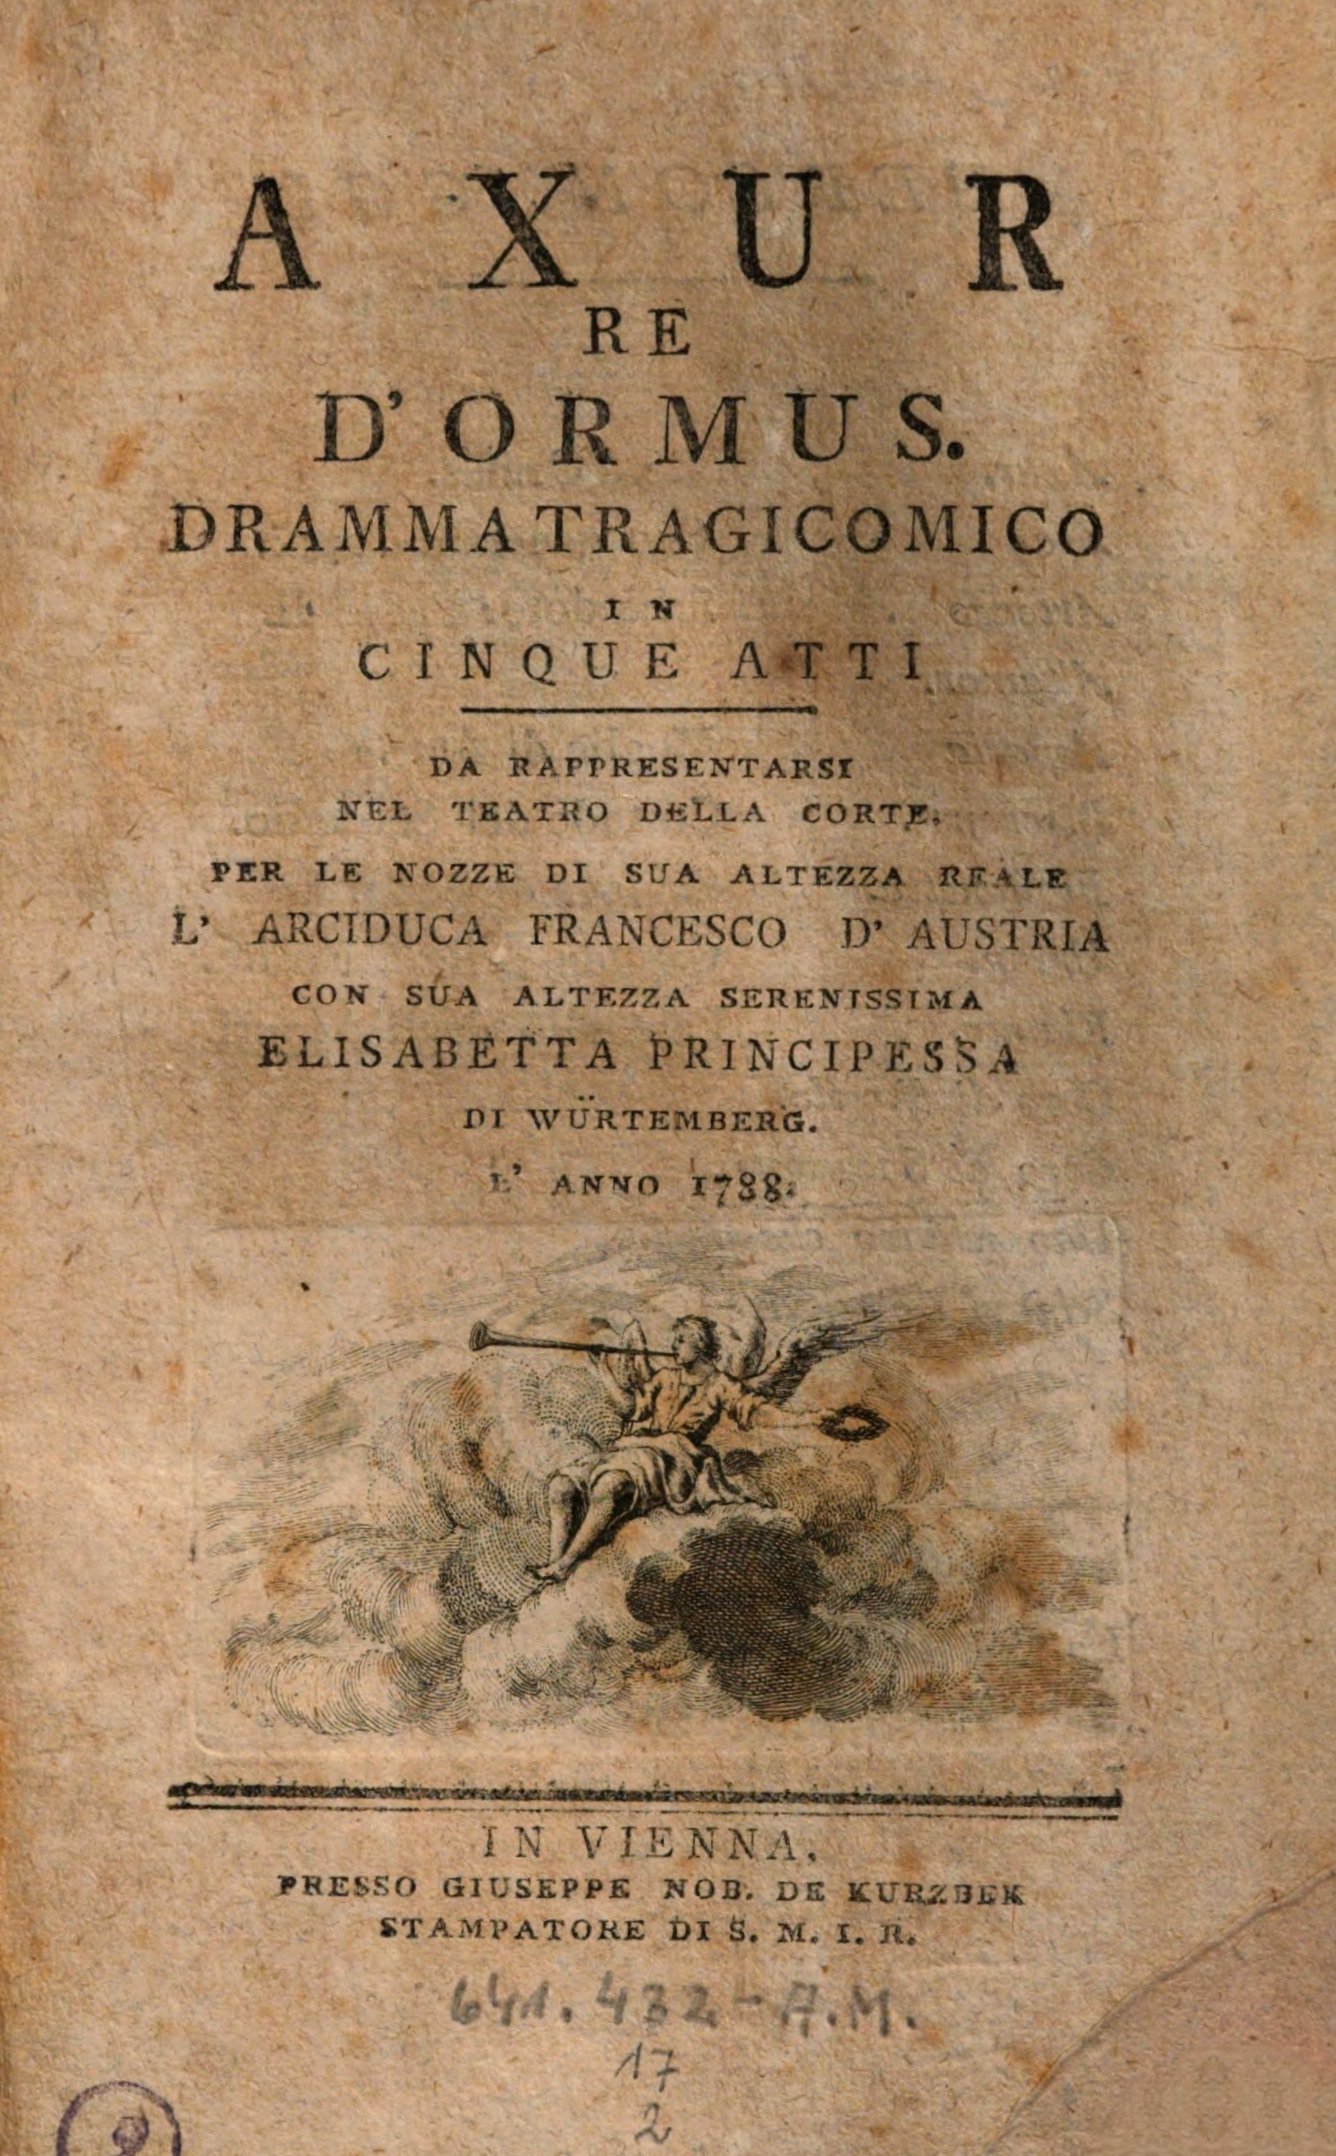 AXUR
RE
D'ORMUS.
DRAMMA TRAGICOMICO
IN
CINQUE ATTI
DA RAPPRESENTARSI
NEL TEATRO DELLA CORTE.
PER LE NOZZE DI SUA ALTEZZA REALE
L' ARCIDUCA FRANCESCO D' AUSTRIA
CON SUA ALTEZZA SERENISSIMA
ELISABETTA PRINCIPESSA
DI WÜRTEMBERG.
L' ANNO 1788.
IN VIENNA.
PRESSO GIUSEPPE NOB. DE KURZBEK
STAMPATORE DI S. M. I. R.
641.432-A.M.
17
2